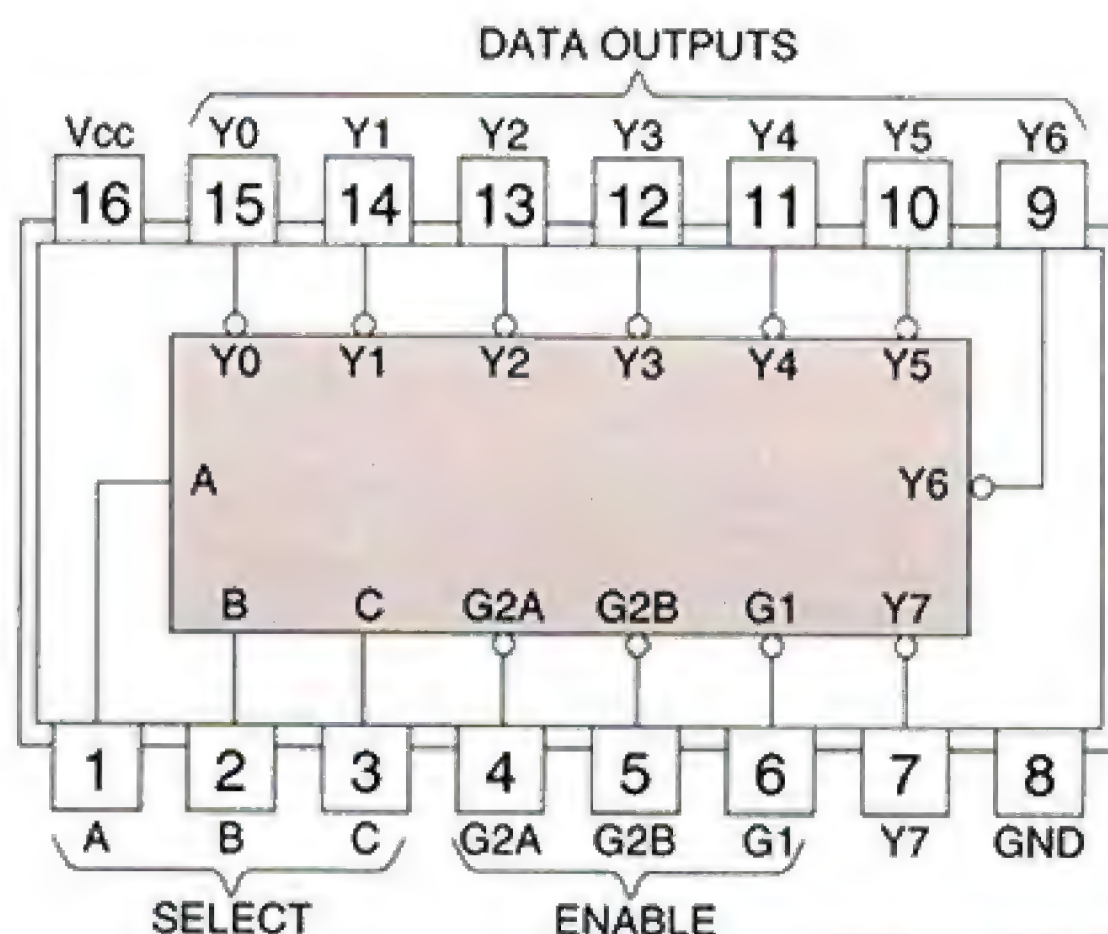 DATA OUTPUTS
Vcc Y0 Y1 Y2 Y3 Y4 Y5 Y6
16 15 14 13 12 11 10 9
Y0 Y1 Y2 Y3 Y4 Y5
A Y6
B C G2A G2B G1 Y7
1 2 3 4 5 6 7 8
A B C G2A G2B G1 Y7 GND
SELECT ENABLE